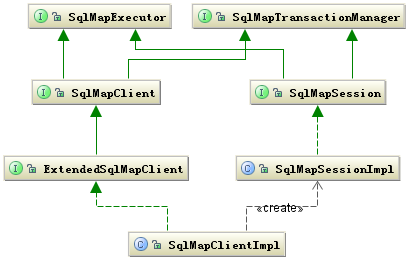 I SqlMapExecutor
I SqlMapTransactionManager
I SqlMapClient
I SqlMapSession
I ExtendedSqlMapClient
C SqlMapSessionImpl
«create»
C SqlMapClientImpl